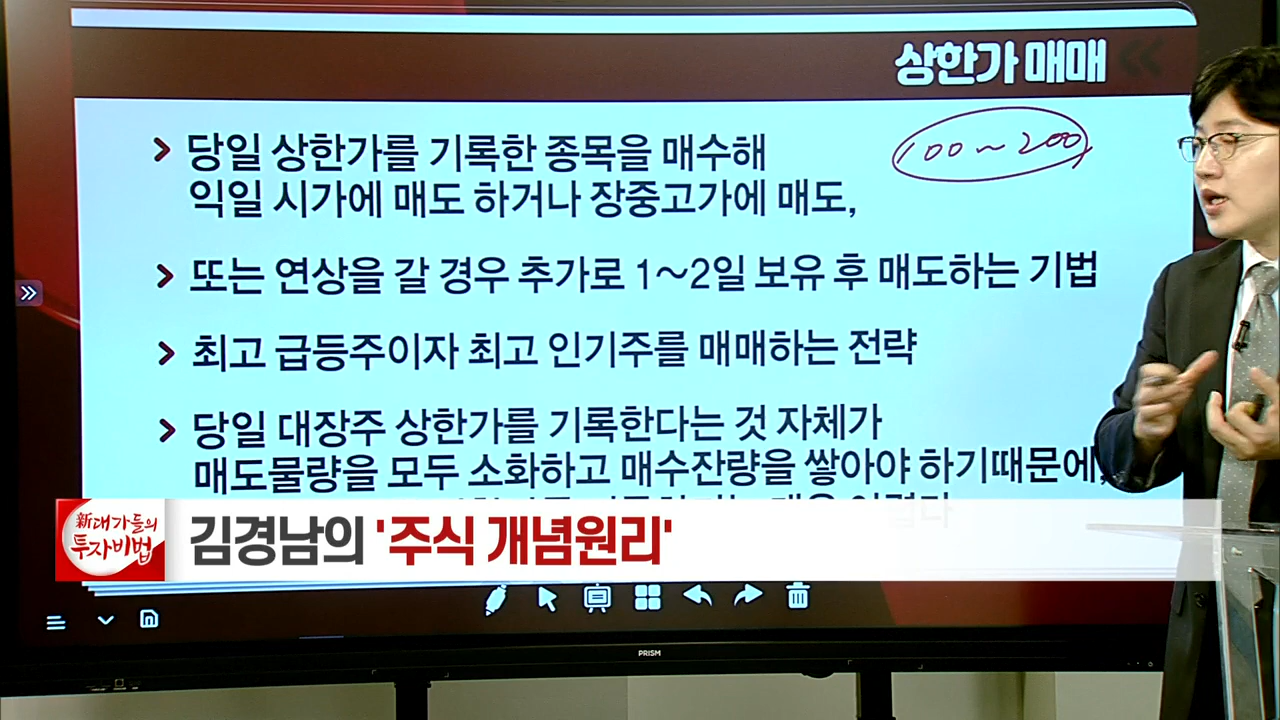 상한가 매매
100~200
당일 상한가를 기록한 종목을 매수해
익일 시가에 매도 하거나 장중고가에 매도,
또는 연상을 갈 경우 추가로 1~2일 보유 후 매도하는 기법
최고 급등주이자 최고 인기주를 매매하는 전략
당일 대장주 상한가를 기록한다는 것 자체가
매도물량을 모두 소화하고 매수잔량을 쌓아야 하기때문에,
新대가들의
투자비법
김경남의 '주식 개념원리'
PRISM